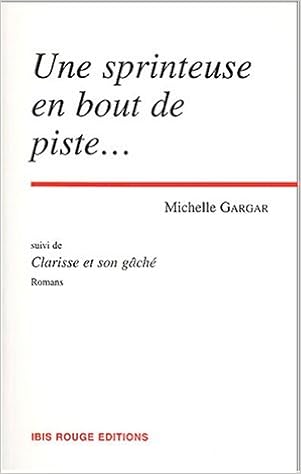 Une sprinteuse
en bout de
piste...
Michelle GARGAR
suivi de
Clarisse et son gâché
Romans
IBIS ROUGE EDITIONS